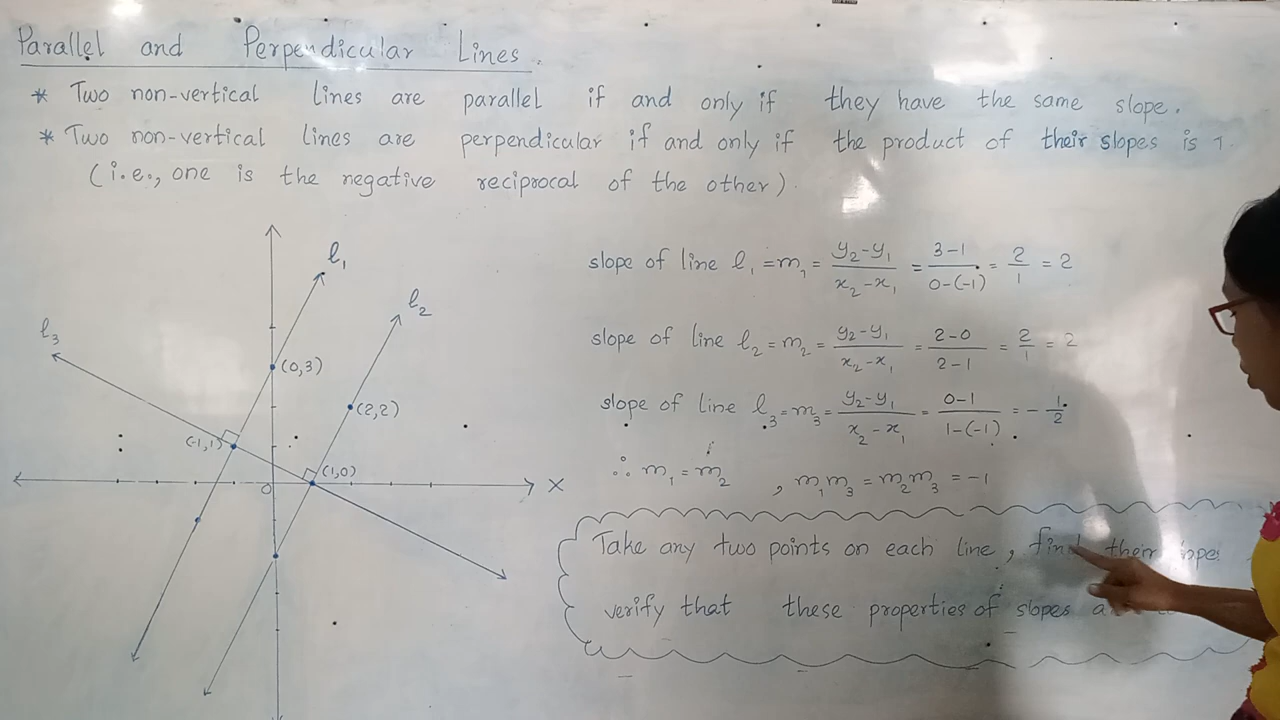 Parallel and Perpendicular Lines.
* Two non-vertical lines are parallel if and only if they have the same slope.
* Two non-vertical lines are perpendicular if and only if the product of their slopes is
(i.e., one is the negative reciprocal of the other).
l₁
l₂
l₃
(0,3)
(2,2)
(-1,1)
(1,0)
O
X
slope of line l₁ = m₁ = (y₂-y₁)/(x₂-x₁) = (3-1)/(0-(-1)) = 2/1 = 2
slope of line l₂ = m₂ = (y₂-y₁)/(x₂-x₁) = (2-0)/(2-1) = 2/1 = 2
slope of line l₃ = m₃ = (y₂-y₁)/(x₂-x₁) = (0-1)/(1-(-1)) = -1/2
∴ m₁ = m₂ , m₁m₃ = m₂m₃ = -1
Take any two points on each line, find their
verify that these properties of slopes